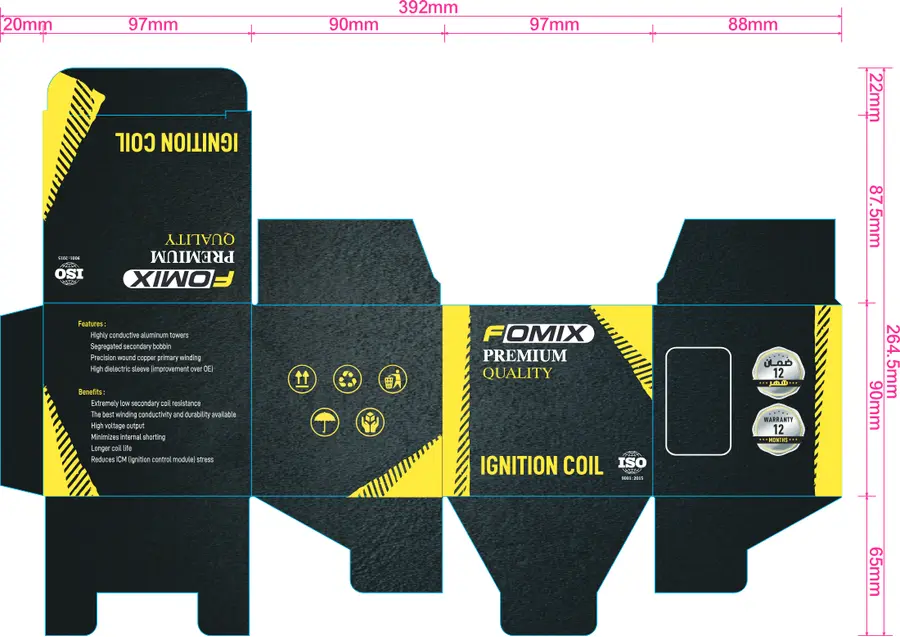 392mm
20mm
97mm
90mm
97mm
88mm
22mm
87.5mm
264.5mm
90mm
65mm
IGNITION COIL
PREMIUM
QUALITY
FOMIX
ISO
9001:2015
Features :
Highly conductive aluminum towers
Segregated secondary bobbin
Precision wound copper primary winding
High dielectric sleeve (improvement over OE)
Benefits :
Extremely low secondary coil resistance
The best winding conductivity and durability available
High voltage output
Minimizes internal shorting
Longer coil life
Reduces ICM (ignition control module) stress
FOMIX
PREMIUM
QUALITY
IGNITION COIL
ISO
9001:2015
ضمان
12
شهر
WARRANTY
12
MONTHS